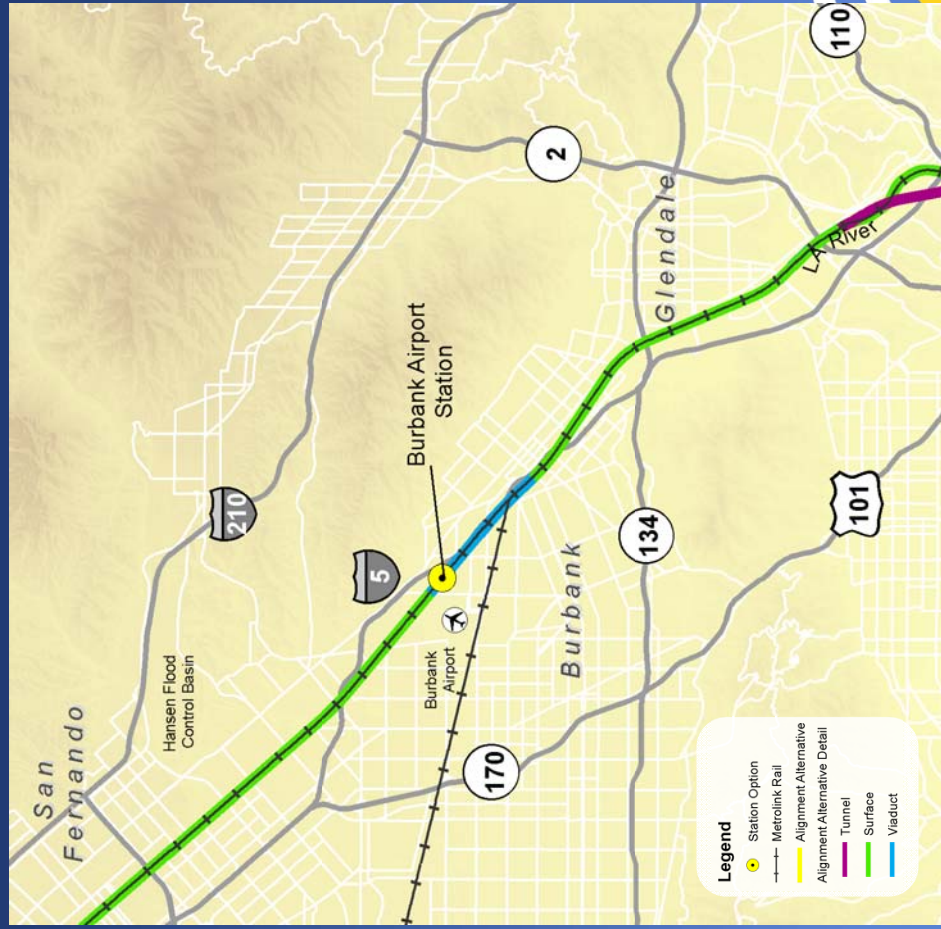 San
Fernando
Hansen Flood
Control Basin
210
5
Burbank Airport
Station
Burbank
Airport
170
Burbank
134
101
2
Glendale
LA River
110
Legend
Station Option
Metrolink Rail
Alignment Alternative
Alignment Alternative Detail
Tunnel
Surface
Viaduct